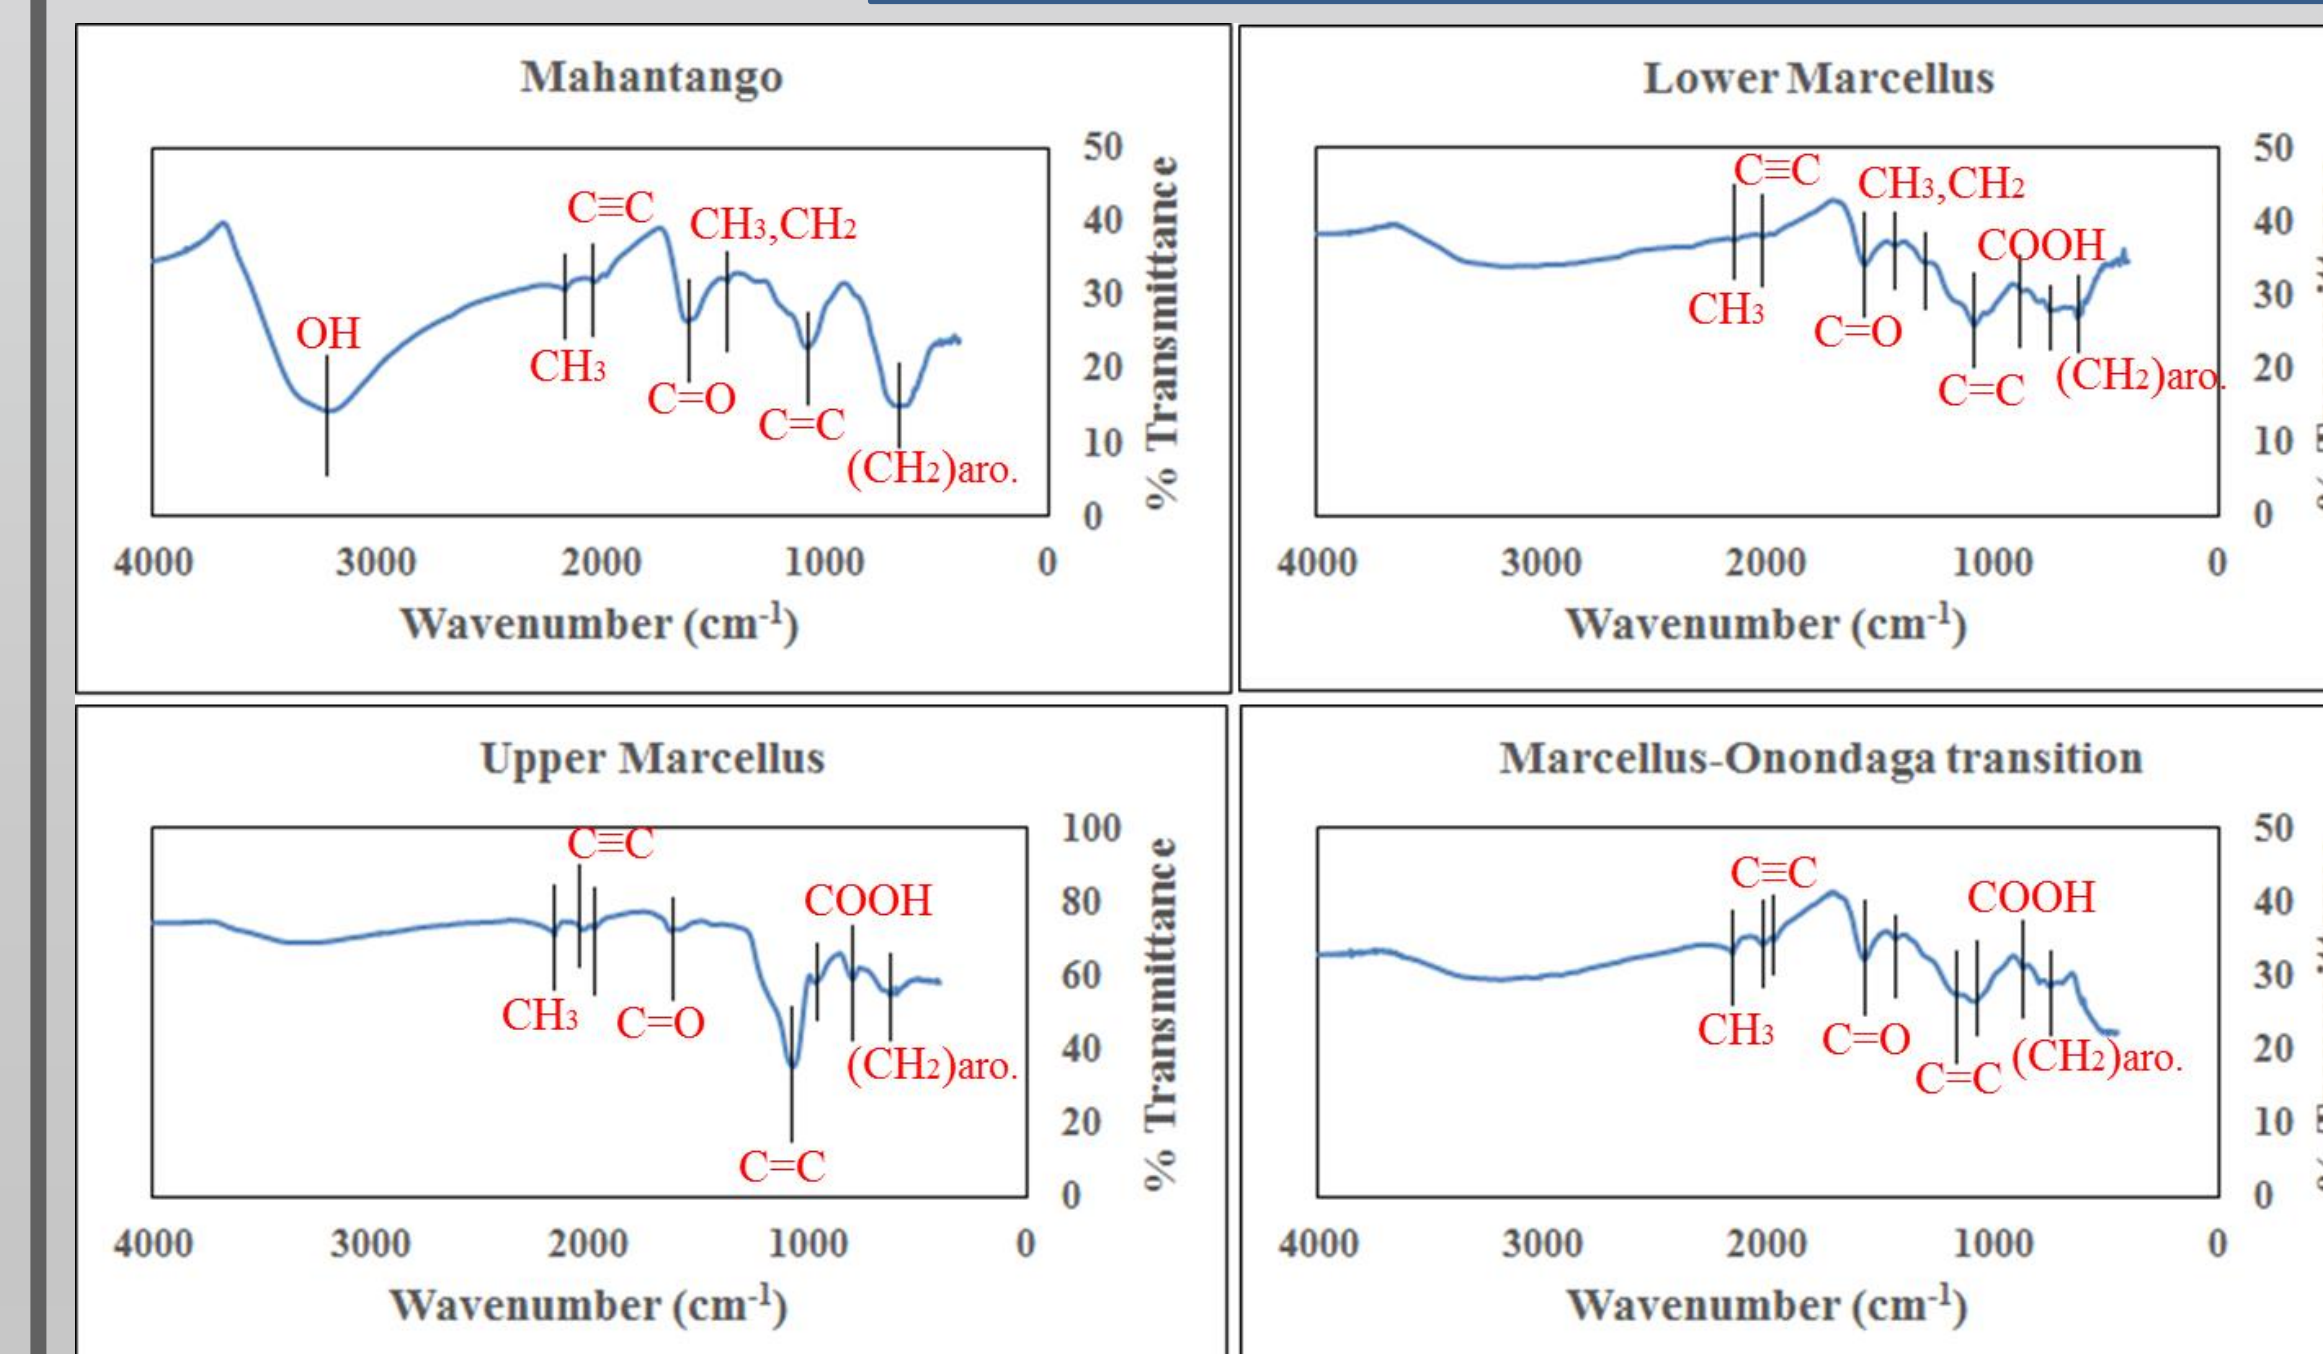 Mahantango
50
40
30
20
10
0
% Transmittance
C≡C
CH3,CH2
OH
CH3
C=O
C=C
(CH2)aro.
4000 3000 2000 1000 0
Wavenumber (cm-1)
Lower Marcellus
50
40
30
20
10
0
C≡C
CH3,CH2
COOH
CH3
C=O
C=C
(CH2)aro.
4000 3000 2000 1000 0
Wavenumber (cm-1)
Upper Marcellus
100
80
60
40
20
0
% Transmittance
C≡C
COOH
CH3
C=O
(CH2)aro.
C=C
4000 3000 2000 1000 0
Wavenumber (cm-1)
Marcellus-Onondaga transition
50
40
30
20
10
0
C≡C
COOH
CH3
C=O
(CH2)aro.
C=C
4000 3000 2000 1000 0
Wavenumber (cm-1)